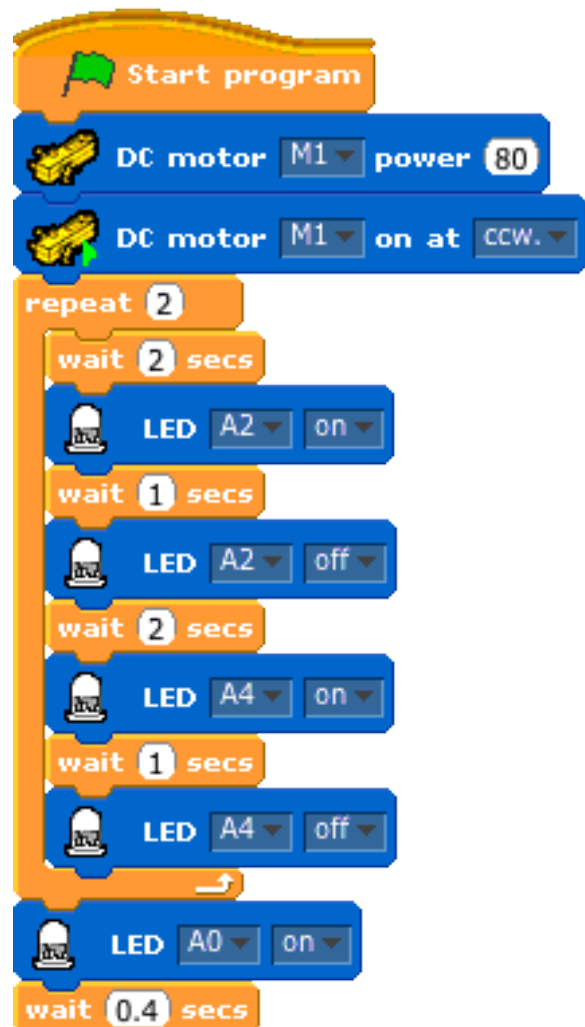 Start program
DC motor M1 power 80
DC motor M1 on at ccw.
repeat 2
wait 2 secs
LED A2 on
wait 1 secs
LED A2 off
wait 2 secs
LED A4 on
wait 1 secs
LED A4 off
LED A0 on
wait 0.4 secs